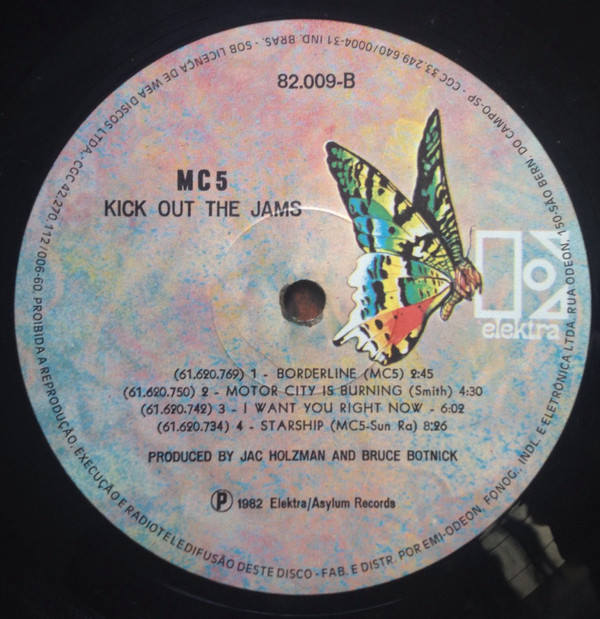 82.009-B
MC5
KICK OUT THE JAMS
elektra
(61.620.769) 1 - BORDERLINE (MC5) 2:45
(61.620.750) 2 - MOTOR CITY IS BURNING (Smith) 4:30
(61.620.742) 3 - I WANT YOU RIGHT NOW - 6:02
(61.620.734) 4 - STARSHIP (MC5-Sun Ra) 8:26
PRODUCED BY JAC HOLZMAN AND BRUCE BOTNICK
Ⓟ 1982 Elektra/Asylum Records
PROIBIDA A REPRODUÇÃO, EXECUÇÃO E RADIOTELEDIFUSÃO DESTE DISCO - FAB. E DISTR. POR EMI-ODEON, FONOG., INDL. E ELETRÔNICA LTDA. RUA ODEON, 150-SÃO BERN. DO CAMPO-SP - CGC 33.249.640/0004-31 IND. BRAS. - SOB LICENÇA DE WEA DISCOS LTDA.- CGC 42.270.112/006-60.